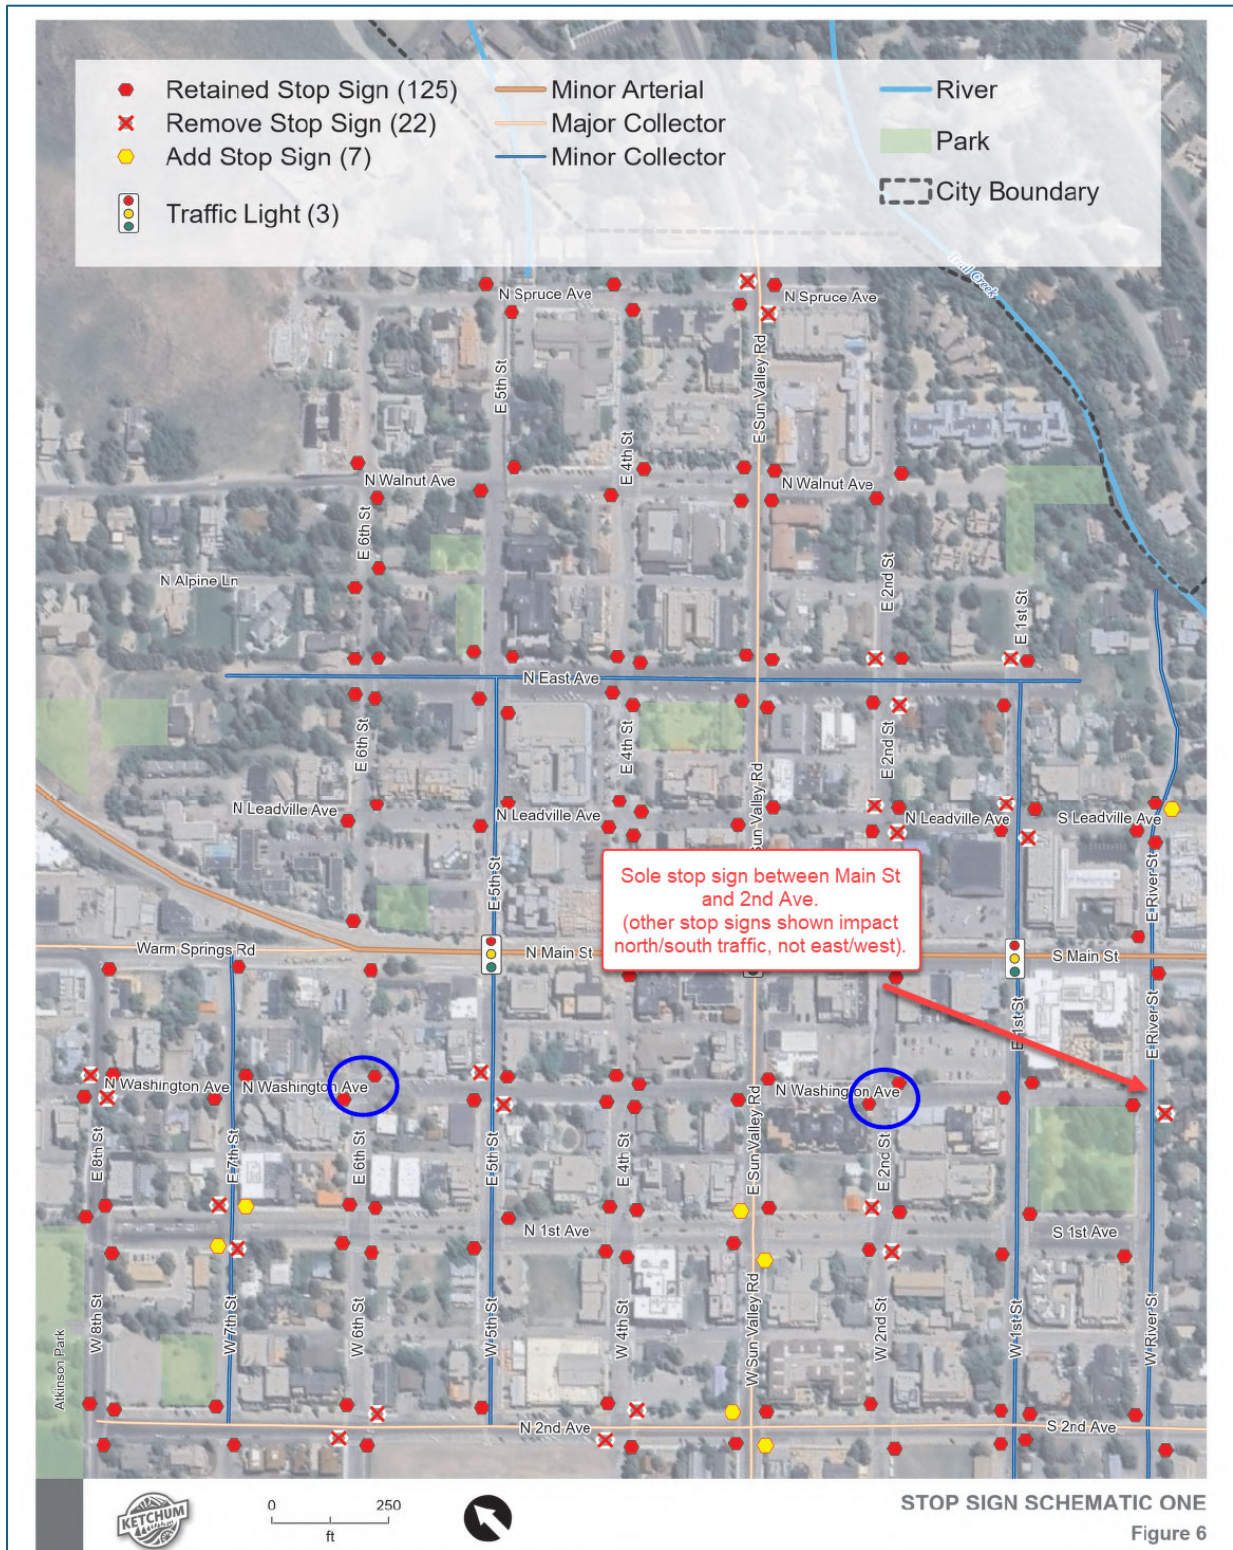 Retained Stop Sign (125)
Remove Stop Sign (22)
Add Stop Sign (7)
Traffic Light (3)
Minor Arterial
Major Collector
Minor Collector
River
Park
City Boundary
Trail Creek
N Spruce Ave
N Spruce Ave
E 5th St
E Sun Valley Rd
E 4th St
N Walnut Ave
N Walnut Ave
E 6th St
N Alpine Ln
E 2nd St
E 1st St
N East Ave
E 6th St
E 4th St
E 2nd St
Sun Valley Rd
N Leadville Ave
N Leadville Ave
N Leadville Ave
S Leadville Ave
E 5th St
E River St
Sole stop sign between Main St
and 2nd Ave.
(other stop signs shown impact
north/south traffic, not east/west).
Warm Springs Rd
N Main St
S Main St
E 1st St
E River St
N Washington Ave
N Washington Ave
N Washington Ave
E 8th St
E 7th St
E 6th St
E 5th St
E 4th St
E Sun Valley Rd
E 2nd St
N 1st Ave
S 1st Ave
W 8th St
W 7th St
W 6th St
W 5th St
W 4th St
W Sun Valley Rd
W 2nd St
W 1st St
W River St
Atkinson Park
N 2nd Ave
S 2nd Ave
KETCHUM
0 250
ft
STOP SIGN SCHEMATIC ONE
Figure 6